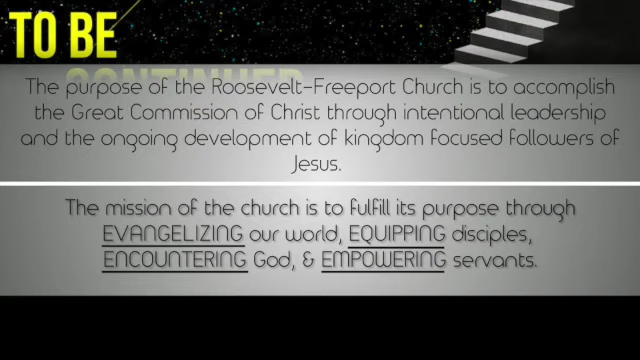 TO BE
CONTINUED
The purpose of the Roosevelt-Freeport Church is to accomplish
the Great Commission of Christ through intentional leadership
and the ongoing development of kingdom focused followers of
Jesus.
The mission of the church is to fulfill its purpose through
EVANGELIZING our world, EQUIPPING disciples,
ENCOUNTERING God, & EMPOWERING servants.